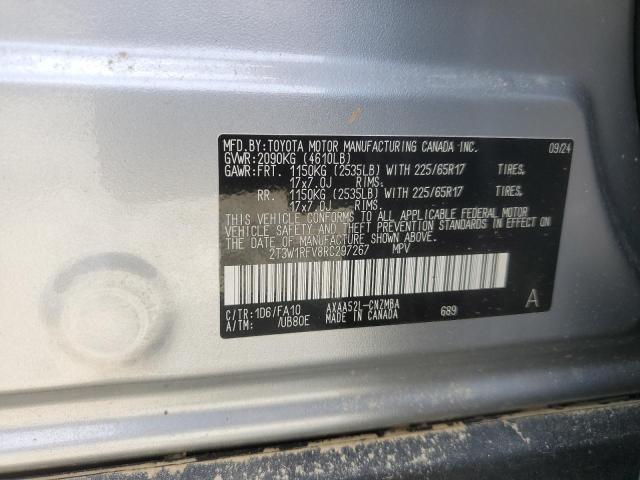 MFD.BY:TOYOTA MOTOR MANUFACTURING CANADA INC. 09/24
GVWR:2090KG (4610LB)
GAWR:FRT. 1150KG (2535LB) WITH 225/65R17 TIRES.
17x7.0J RIMS.
RR. 1150KG (2535LB) WITH 225/65R17 TIRES.
17x7.0J RIMS.
THIS VEHICLE CONFORMS TO ALL APPLICABLE FEDERAL MOTOR
VEHICLE SAFETY AND THEFT PREVENTION STANDARDS IN EFFECT
ON THE DATE OF MANUFACTURE SHOWN ABOVE.
2T3W1RFV8RC297267 MPV
C/TR:1D6/FA10 AXAA52L-CNZMBA 689 A
A/TM: /UB80E MADE IN CANADA